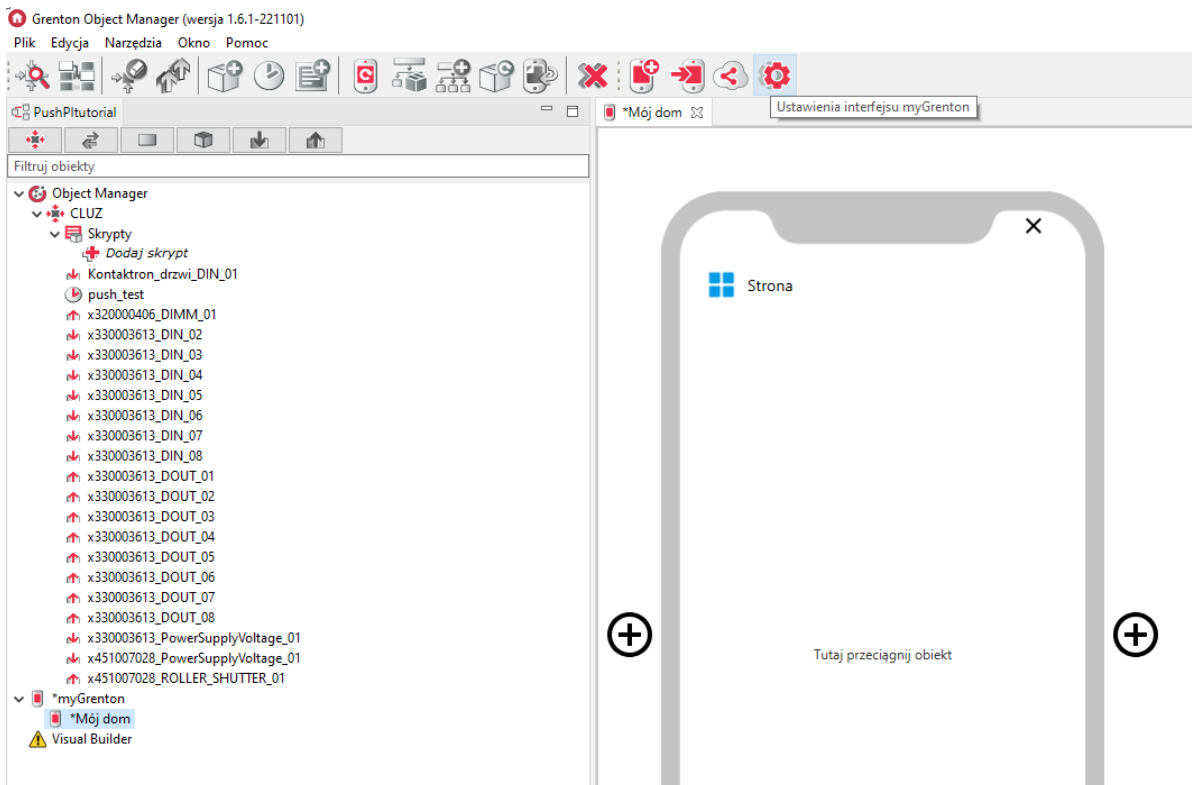 Grenton Object Manager (wersja 1.6.1-221101)
Plik Edycja Narzędzia Okno Pomoc
PushPItutorial
*Mój dom
Ustawienia interfejsu myGrenton
Filtruj obiekty
Object Manager
CLUZ
Skrypty
Dodaj skrypt
Kontaktron_drzwi_DIN_01
push_test
x320000406_DIMM_01
x330003613_DIN_02
x330003613_DIN_03
x330003613_DIN_04
x330003613_DIN_05
x330003613_DIN_06
x330003613_DIN_07
x330003613_DIN_08
x330003613_DOUT_01
x330003613_DOUT_02
x330003613_DOUT_03
x330003613_DOUT_04
x330003613_DOUT_05
x330003613_DOUT_06
x330003613_DOUT_07
x330003613_DOUT_08
x330003613_PowerSupplyVoltage_01
x451007028_PowerSupplyVoltage_01
x451007028_ROLLER_SHUTTER_01
*myGrenton
*Mój dom
Visual Builder
Strona
Tutaj przeciągnij obiekt